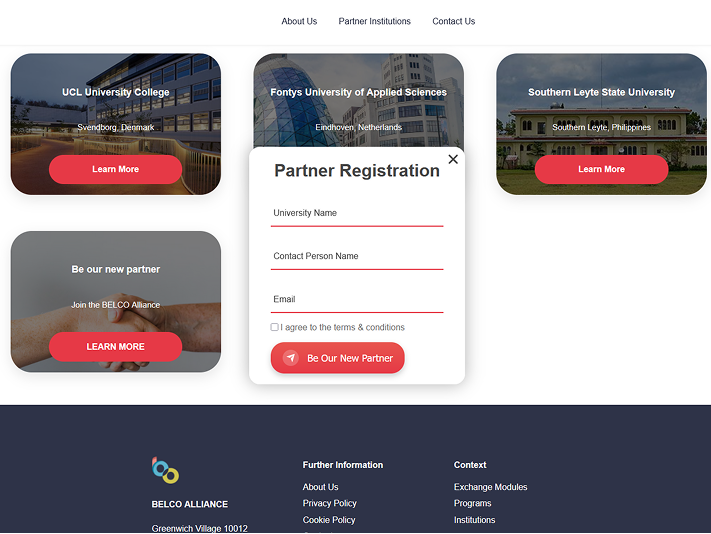 About Us Partner Institutions Contact Us
UCL University College
Svendborg, Denmark
Learn More
Fontys University of Applied Sciences
Eindhoven, Netherlands
Southern Leyte State University
Southern Leyte, Philippines
Learn More
Partner Registration
University Name
Contact Person Name
Email
I agree to the terms & conditions
Be Our New Partner
Be our new partner
Join the BELCO Alliance
LEARN MORE
BELCO ALLIANCE
Greenwich Village 10012
Further Information
About Us
Privacy Policy
Cookie Policy
Context
Exchange Modules
Programs
Institutions